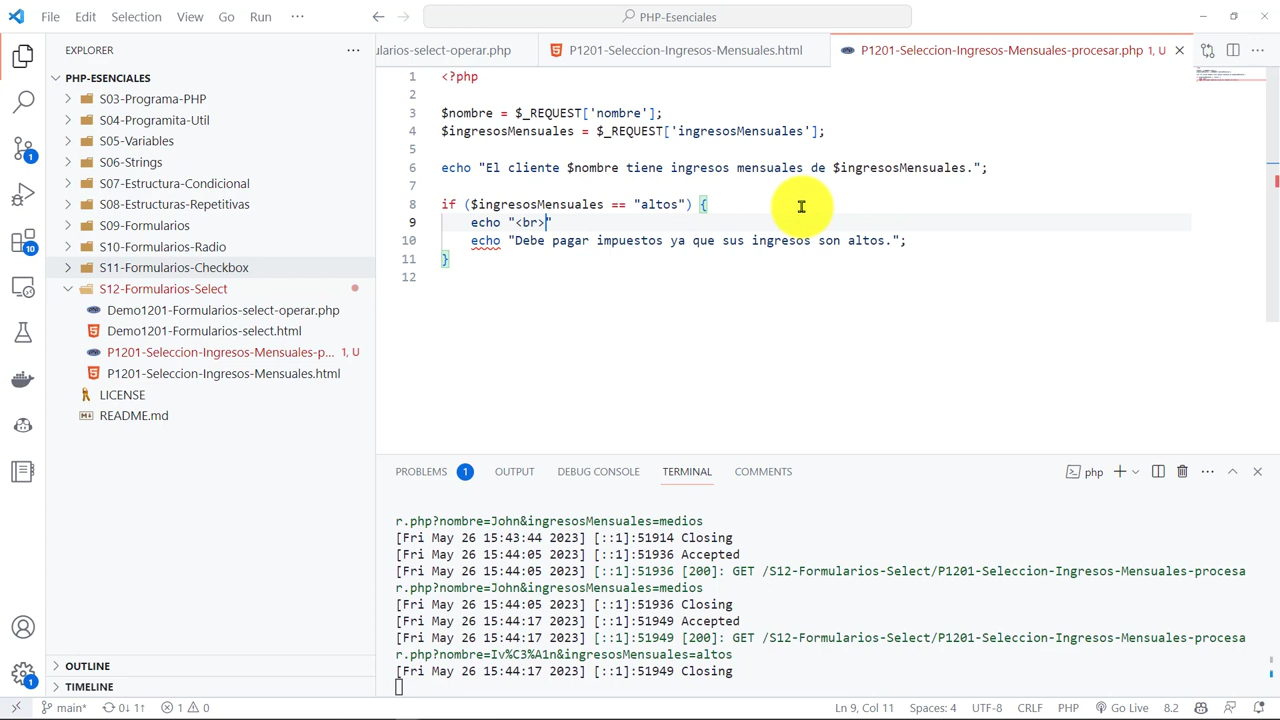 File Edit Selection View Go Run ··· PHP-Esenciales
EXPLORER ···
PHP-ESENCIALES
S03-Programa-PHP
S04-Programita-Util
S05-Variables
S06-Strings
S07-Estructura-Condicional
S08-Estructuras-Repetitivas
S09-Formularios
S10-Formularios-Radio
S11-Formularios-Checkbox
S12-Formularios-Select
Demo1201-Formularios-select-operar.php
Demo1201-Formularios-select.html
P1201-Seleccion-Ingresos-Mensuales-p... 1, U
P1201-Seleccion-Ingresos-Mensuales.html
LICENSE
README.md
OUTLINE
TIMELINE
1
10
1
ularios-select-operar.php P1201-Seleccion-Ingresos-Mensuales.html P1201-Seleccion-Ingresos-Mensuales-procesar.php 1, U
1 <?php
2
3 $nombre = $_REQUEST['nombre'];
4 $ingresosMensuales = $_REQUEST['ingresosMensuales'];
5
6 echo "El cliente $nombre tiene ingresos mensuales de $ingresosMensuales.";
7
8 if ($ingresosMensuales == "altos") {
9 echo "<br>"
10 echo "Debe pagar impuestos ya que sus ingresos son altos.";
11 }
12
PROBLEMS 1 OUTPUT DEBUG CONSOLE TERMINAL COMMENTS php
r.php?nombre=John&ingresosMensuales=medios
[Fri May 26 15:43:44 2023] [::1]:51914 Closing
[Fri May 26 15:44:05 2023] [::1]:51936 Accepted
[Fri May 26 15:44:05 2023] [::1]:51936 [200]: GET /S12-Formularios-Select/P1201-Seleccion-Ingresos-Mensuales-procesa
r.php?nombre=John&ingresosMensuales=medios
[Fri May 26 15:44:05 2023] [::1]:51936 Closing
[Fri May 26 15:44:17 2023] [::1]:51949 Accepted
[Fri May 26 15:44:17 2023] [::1]:51949 [200]: GET /S12-Formularios-Select/P1201-Seleccion-Ingresos-Mensuales-procesa
r.php?nombre=Iv%C3%A1n&ingresosMensuales=altos
[Fri May 26 15:44:17 2023] [::1]:51949 Closing
main* 0↓ 1↑ 1 0 Ln 9, Col 11 Spaces: 4 UTF-8 CRLF PHP Go Live 8.2